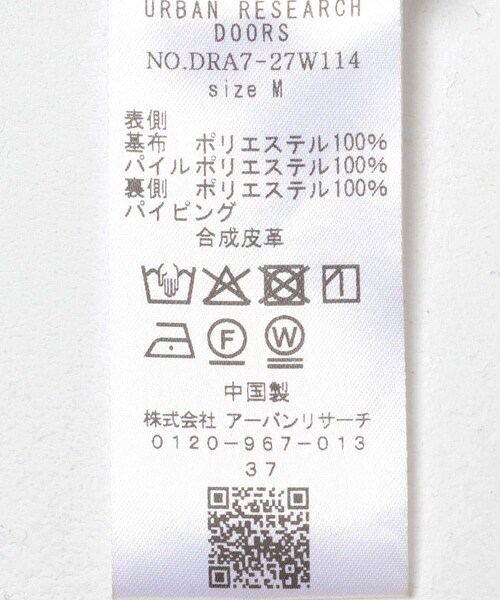 URBAN RESEARCH
DOORS
NO.DRA7-27W114
size M
表側
基布 ポリエステル100%
パイル ポリエステル100%
裏側 ポリエステル100%
パイピング
合成皮革
F W
中国製
株式会社 アーバンリサーチ
0120-967-013
37